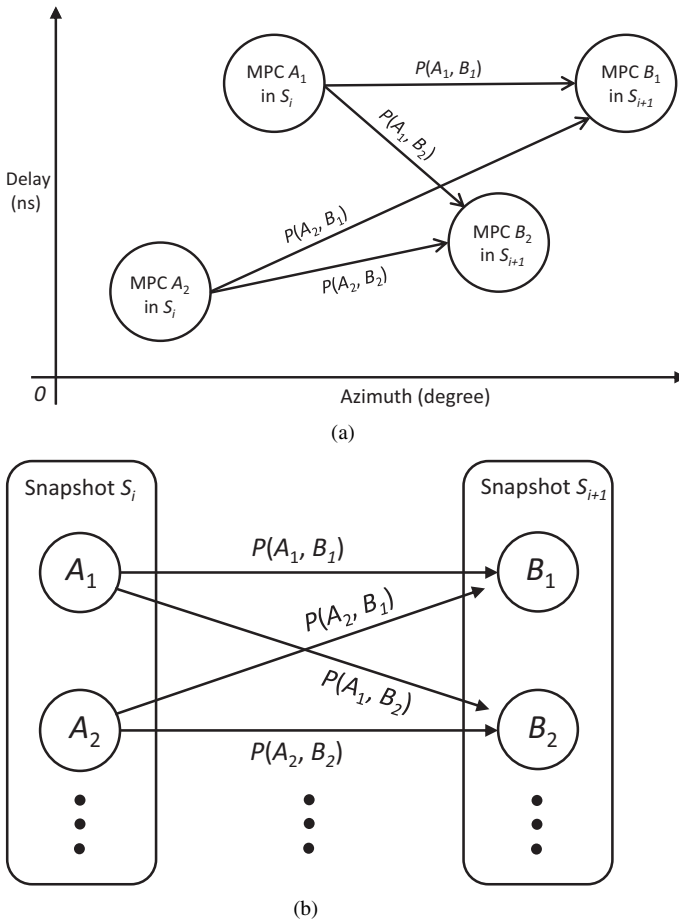 Delay
(ns)
MPC A₁
in Sᵢ
P(A₁, B₁)
MPC B₁
in Sᵢ₊₁
P(A₁, B₂)
P(A₂, B₁)
MPC B₂
in Sᵢ₊₁
MPC A₂
in Sᵢ
P(A₂, B₂)
0
Azimuth (degree)
(a)
Snapshot Sᵢ
Snapshot Sᵢ₊₁
A₁
P(A₁, B₁)
B₁
P(A₂, B₁)
P(A₁, B₂)
A₂
P(A₂, B₂)
B₂
(b)